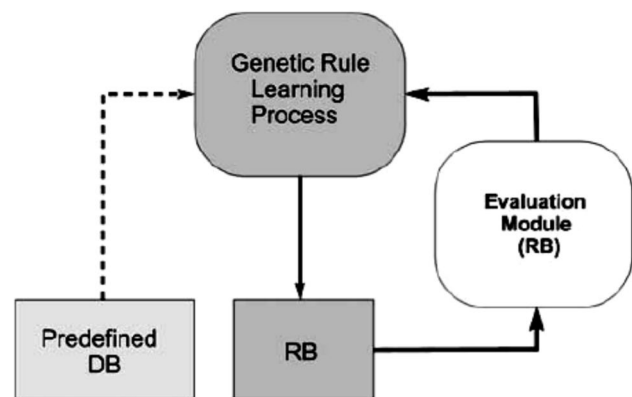 Genetic Rule
Learning
Process
Evaluation
Module
(RB)
Predefined
DB
RB